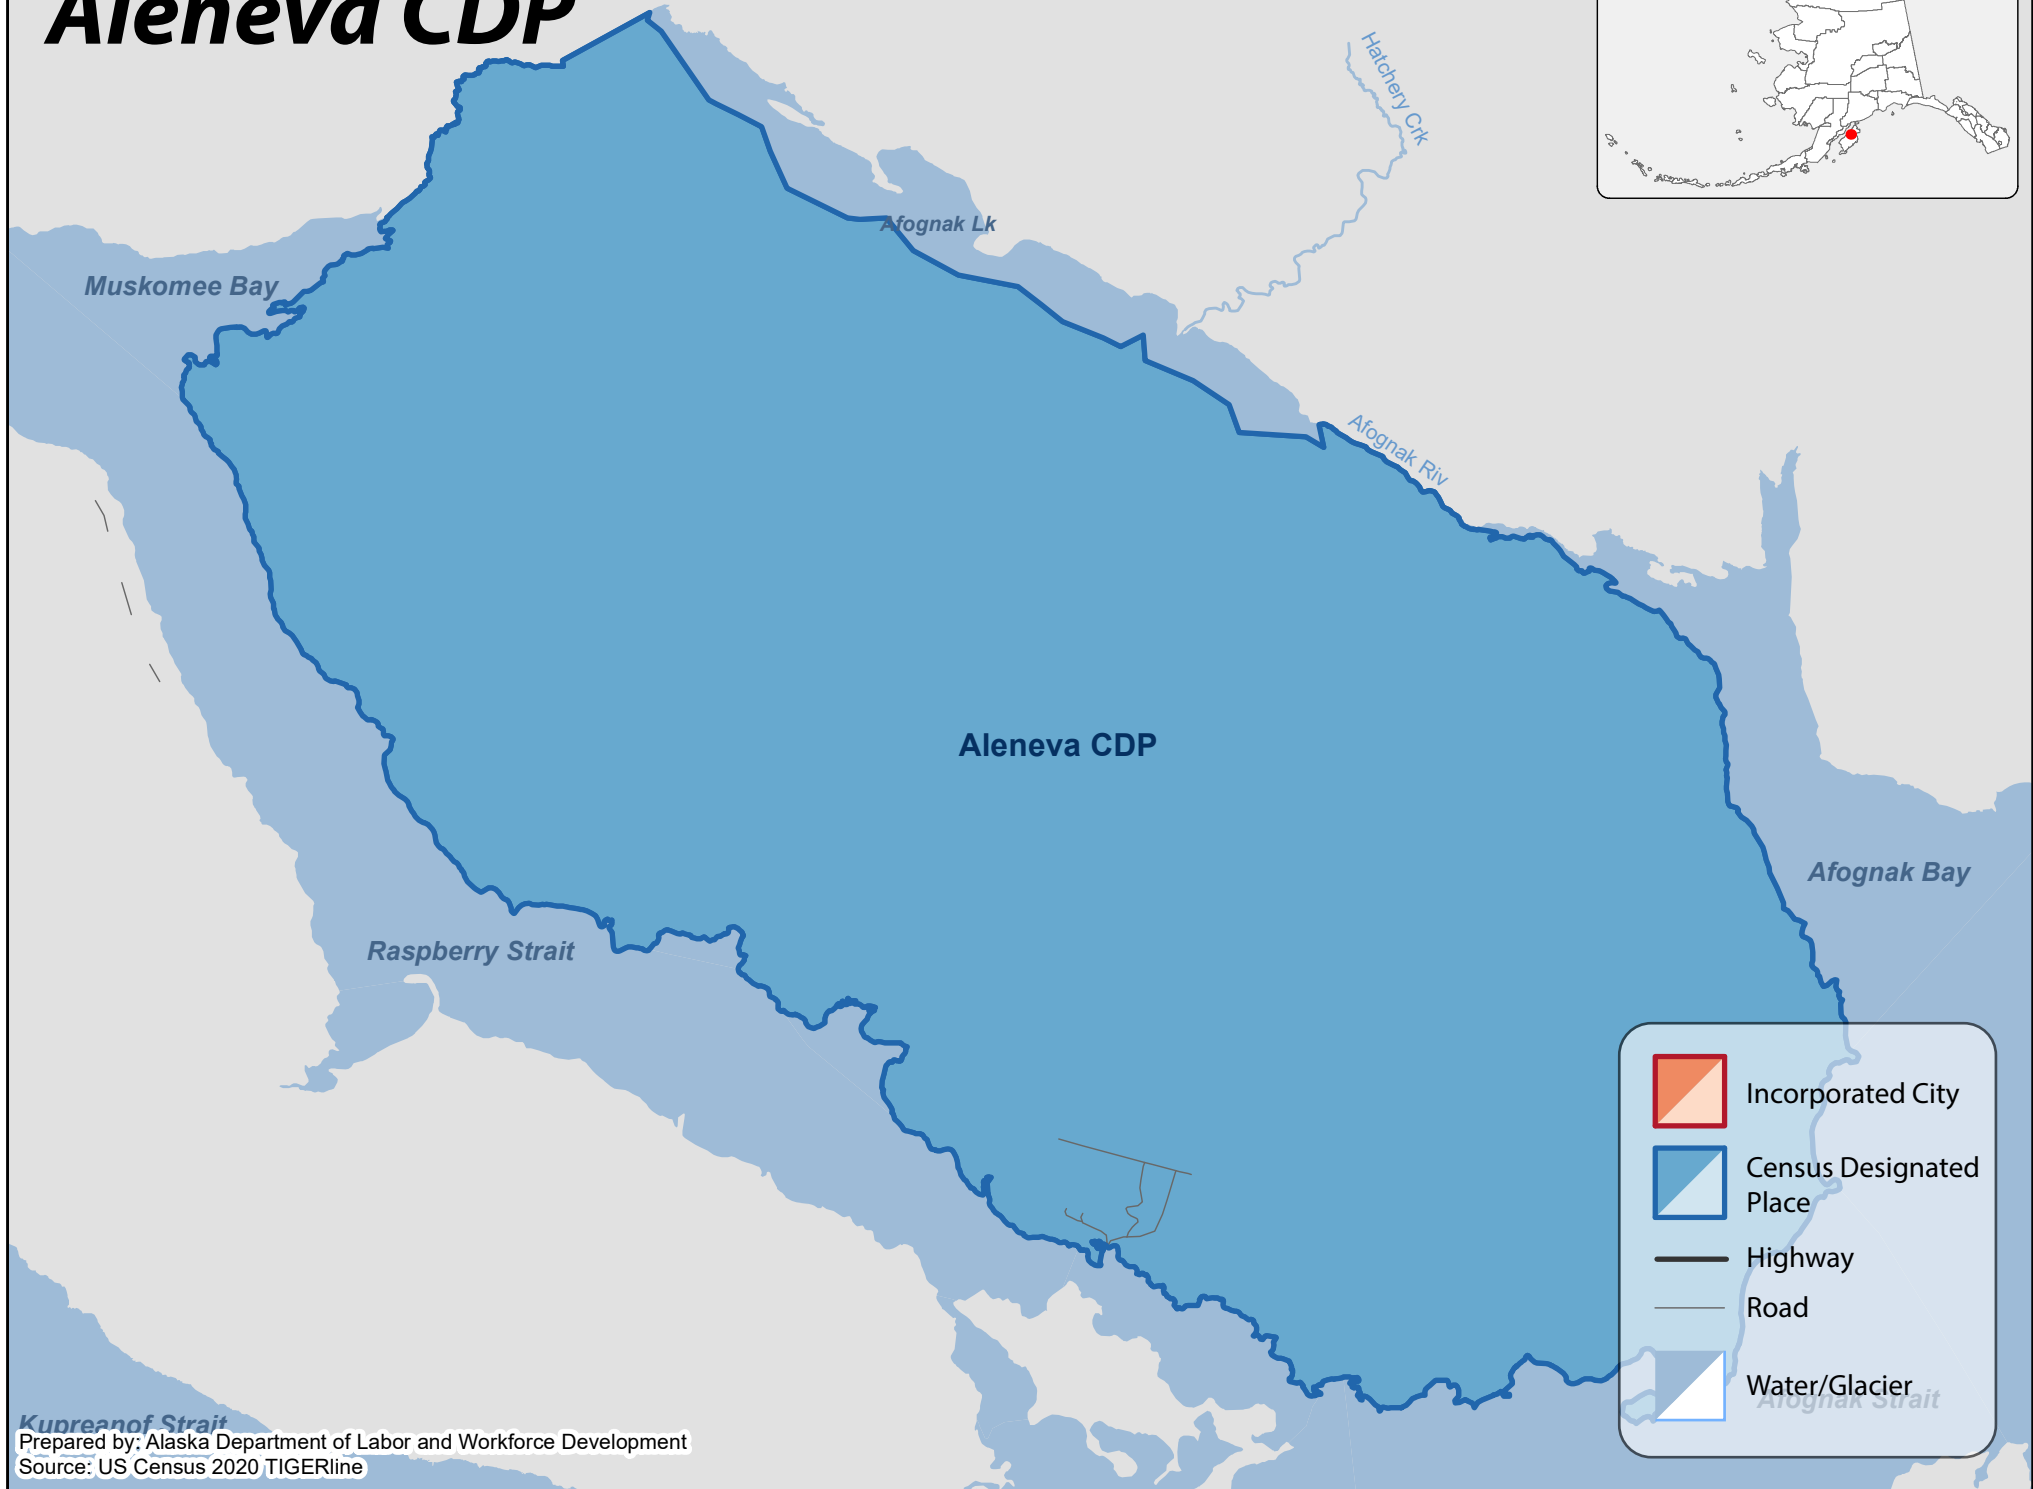 Aleneva CDP
Hatchery Crk
Afognak Lk
Muskomee Bay
Afognak Riv
Aleneva CDP
Afognak Bay
Raspberry Strait
Incorporated City
Census Designated
Place
Highway
Road
Water/Glacier
Afognak Strait
Kupreanof Strait
Prepared by: Alaska Department of Labor and Workforce Development
Source: US Census 2020 TIGERline